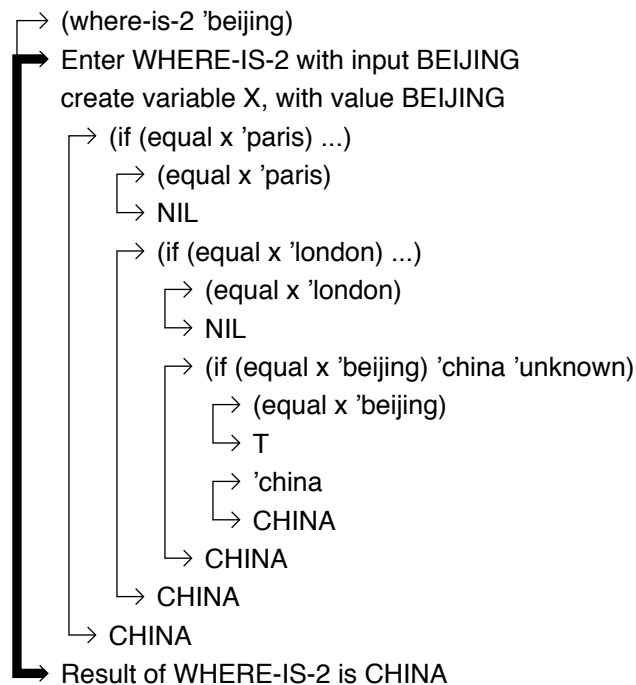 (where-is-2 ’beijing)
Enter WHERE-IS-2 with input BEIJING
create variable X, with value BEIJING
(if (equal x ’paris) ...)
(equal x ’paris)
NIL
(if (equal x ’london) ...)
(equal x ’london)
NIL
(if (equal x ’beijing) ’china ’unknown)
(equal x ’beijing)
T
’china
CHINA
CHINA
CHINA
CHINA
Result of WHERE-IS-2 is CHINA